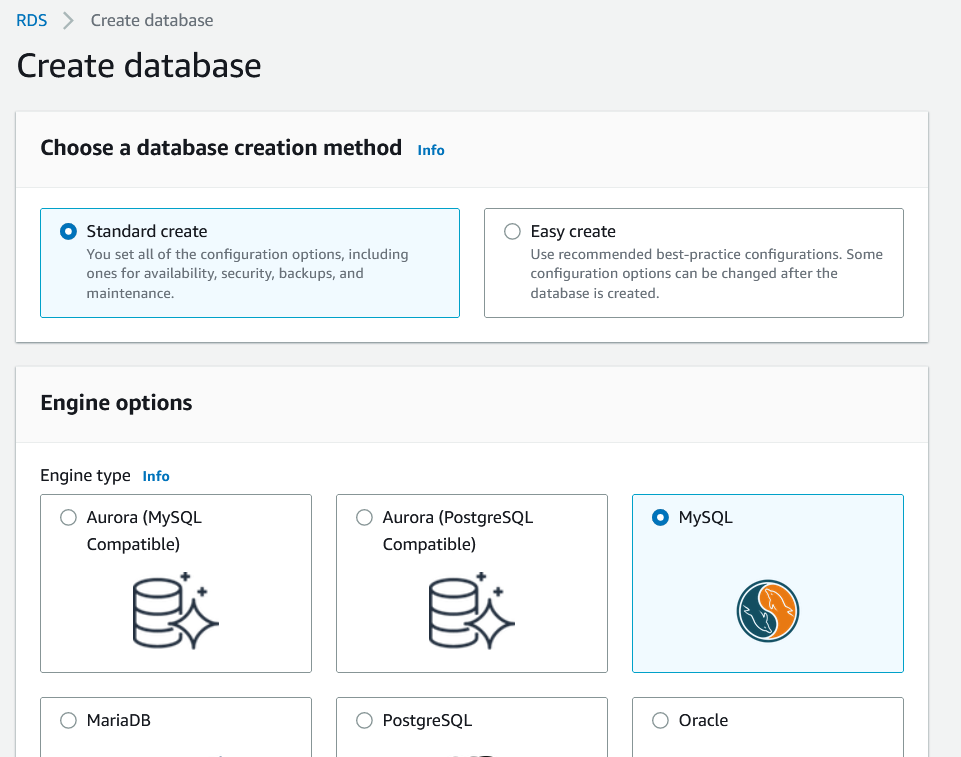 RDS > Create database
Create database
Choose a database creation method Info
Standard create
You set all of the configuration options, including
ones for availability, security, backups, and
maintenance.
Easy create
Use recommended best-practice configurations. Some
configuration options can be changed after the
database is created.
Engine options
Engine type Info
Aurora (MySQL
Compatible)
Aurora (PostgreSQL
Compatible)
MySQL
MariaDB
PostgreSQL
Oracle